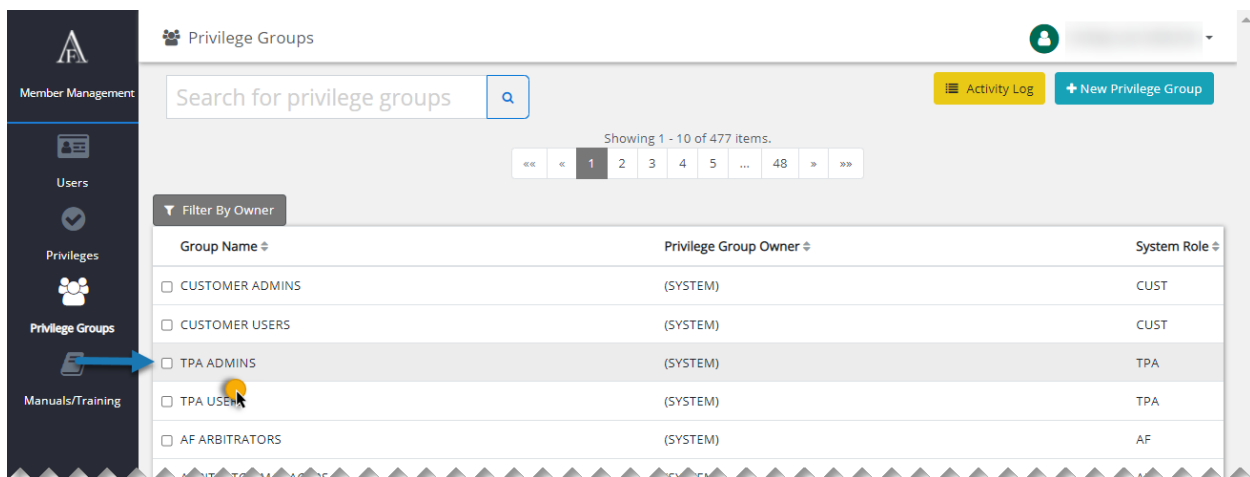 AF
Privilege Groups
Member Management
Search for privilege groups
Activity Log
New Privilege Group
Showing 1 - 10 of 477 items.
«« « 1 2 3 4 5 ... 48 » »»
Users
Filter By Owner
Group Name Privilege Group Owner System Role
Privileges
CUSTOMER ADMINS (SYSTEM) CUST
CUSTOMER USERS (SYSTEM) CUST
Privilege Groups
TPA ADMINS (SYSTEM) TPA
Manuals/Training
TPA (SYSTEM) TPA
AF ARBITRATORS (SYSTEM) AF